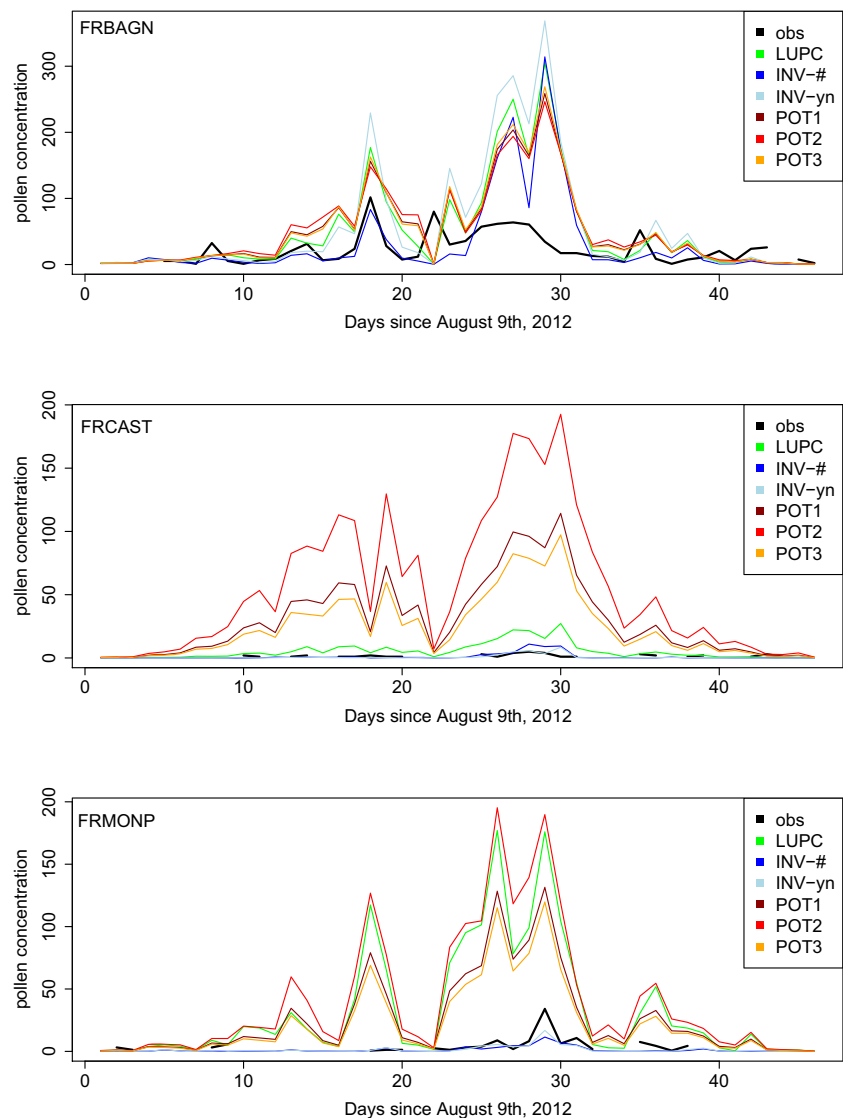 FRBAGN
obs
LUPC
INV-#
INV-yn
POT1
POT2
POT3
pollen concentration
0 100 200 300
0 10 20 30 40
Days since August 9th, 2012
FRCAST
obs
LUPC
INV-#
INV-yn
POT1
POT2
POT3
pollen concentration
0 50 100 150 200
0 10 20 30 40
Days since August 9th, 2012
FRMONP
obs
LUPC
INV-#
INV-yn
POT1
POT2
POT3
pollen concentration
0 50 100 150 200
0 10 20 30 40
Days since August 9th, 2012